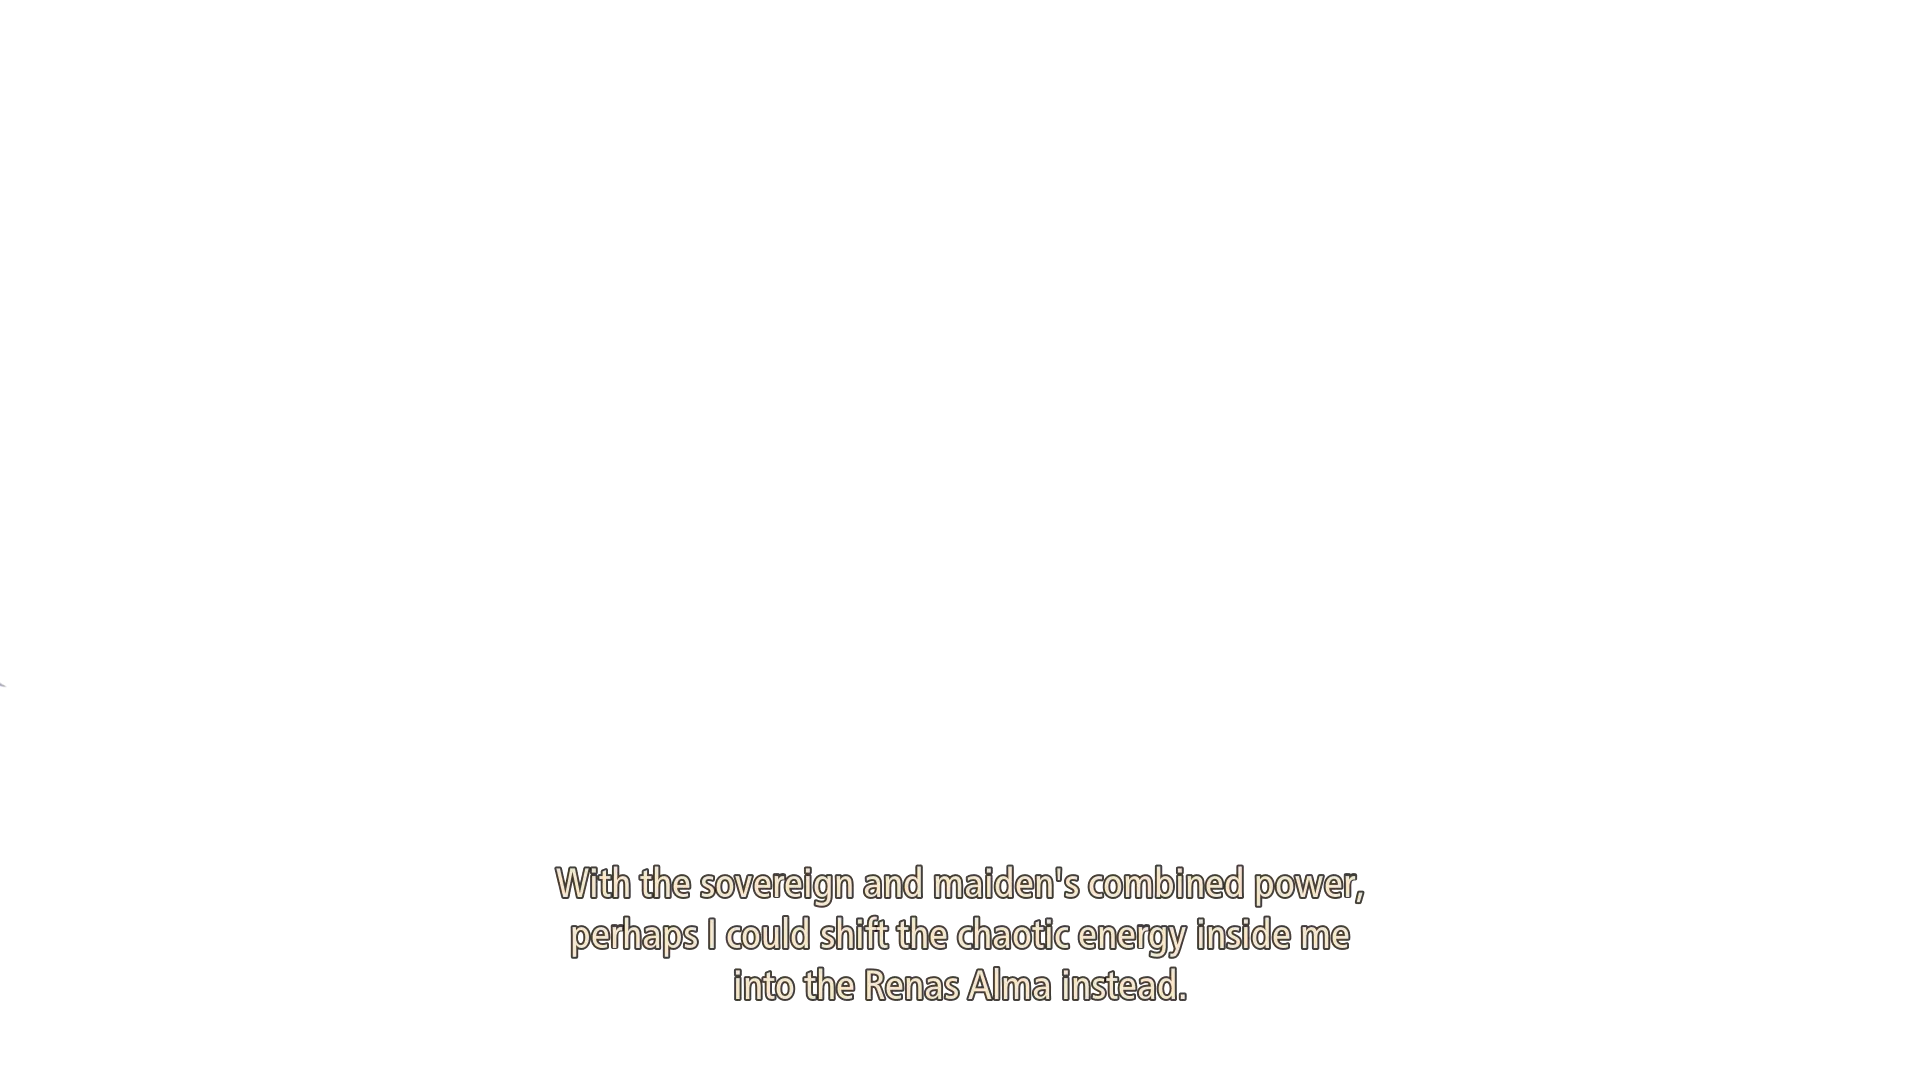 With the sovereign and maiden's combined power,
perhaps I could shift the chaotic energy inside me
into the Renas Alma instead.